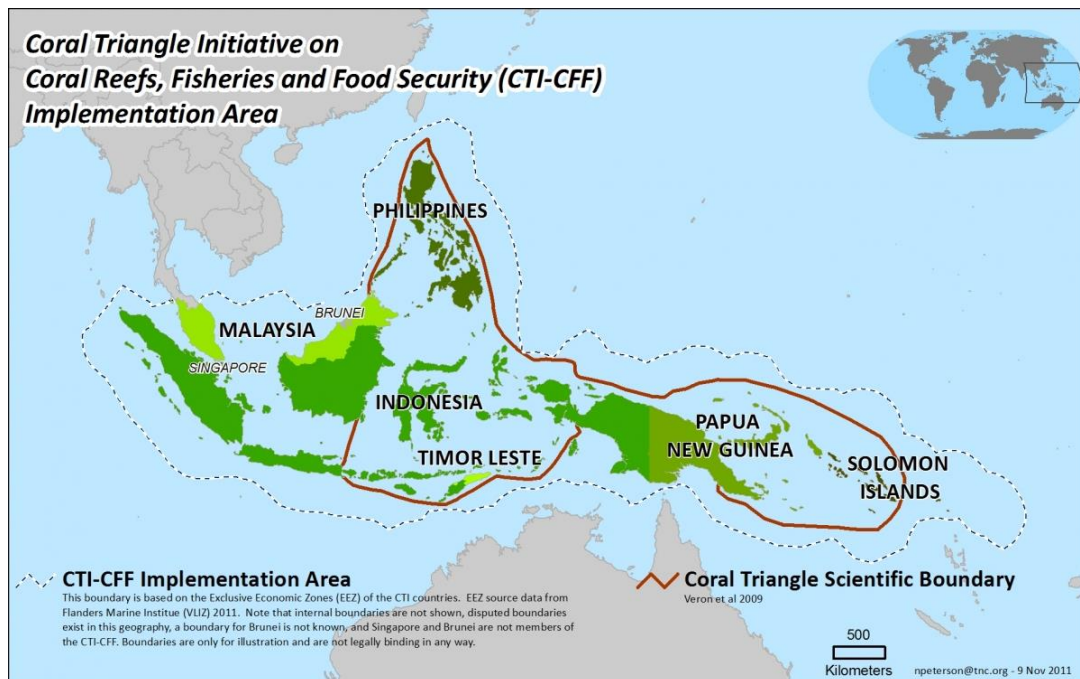 Coral Triangle Initiative on
Coral Reefs, Fisheries and Food Security (CTI-CFF)
Implementation Area
PHILIPPINES
BRUNEI
MALAYSIA
SINGAPORE
INDONESIA
PAPUA
NEW GUINEA
TIMOR LESTE
SOLOMON
ISLANDS
CTI-CFF Implementation Area
This boundary is based on the Exclusive Economic Zones (EEZ) of the CTI countries. EEZ source data from
Flanders Marine Institue (VLIZ) 2011. Note that internal boundaries are not shown, disputed boundaries
exist in this geography, a boundary for Brunei is not known, and Singapore and Brunei are not members of
the CTI-CFF. Boundaries are only for illustration and are not legally binding in any way.
Coral Triangle Scientific Boundary
Veron et al 2009
500
Kilometers
npeterson@tnc.org - 9 Nov 2011